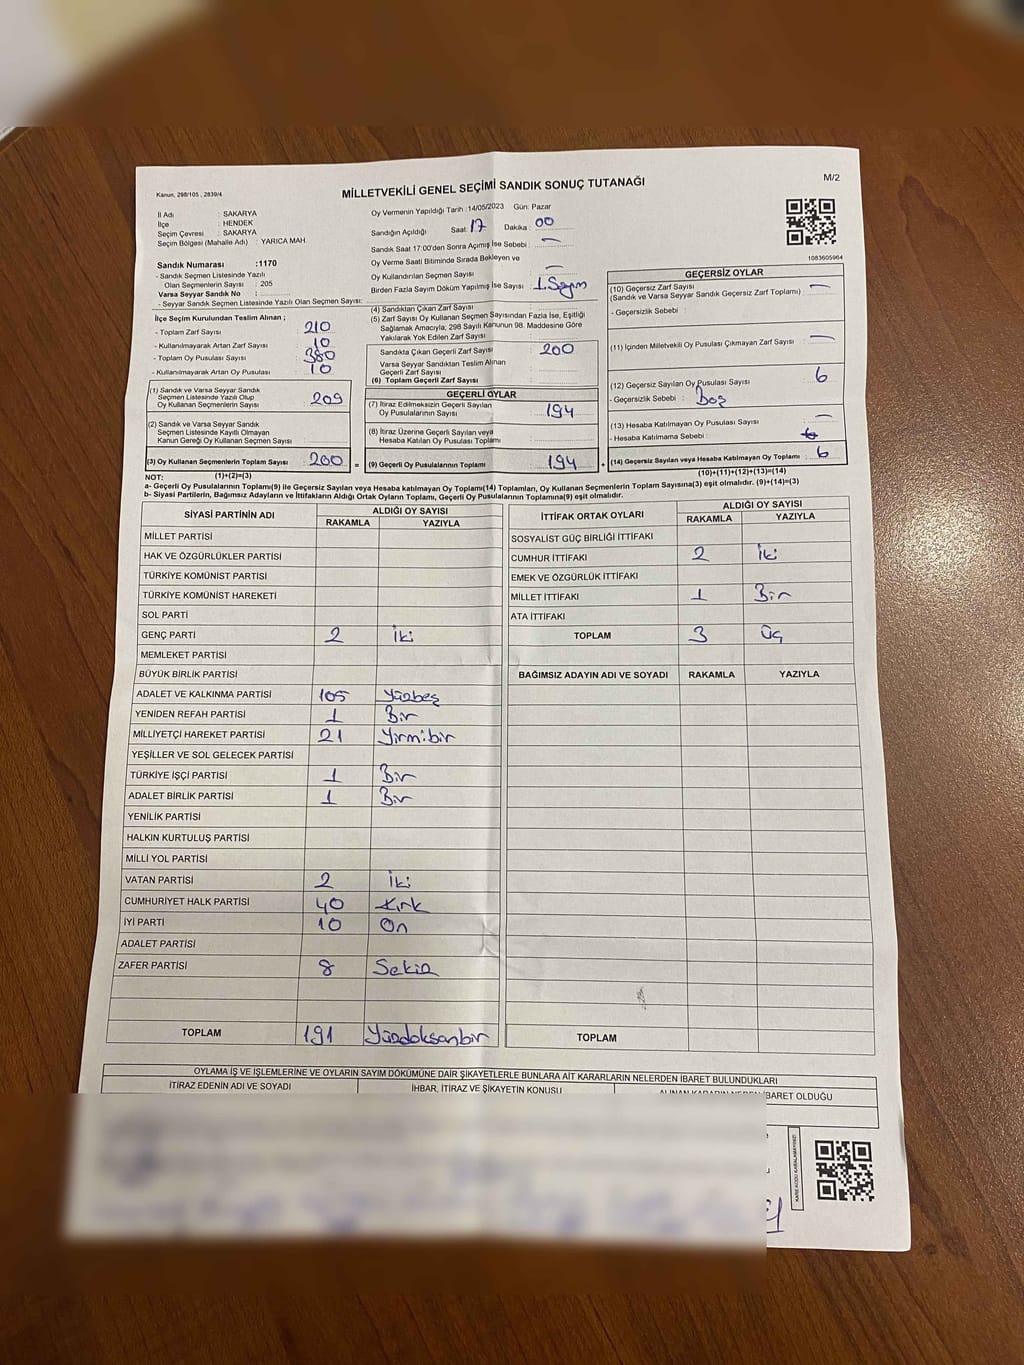 Kanun, 298/105 , 2839/4
MİLLETVEKİLİ GENEL SEÇİMİ SANDIK SONUÇ TUTANAĞI
M/2
İl Adı : SAKARYA
İlçe : HENDEK
Seçim Çevresi : SAKARYA
Seçim Bölgesi (Mahalle Adı) : YARICA MAH.
Sandık Numarası :1170
- Sandık Seçmen Listesinde Yazılı
Olan Seçmenlerin Sayısı : 205
Varsa Seyyar Sandık No :
- Seyyar Sandık Seçmen Listesinde Yazılı Olan Seçmen Sayısı:
Oy Vermenin Yapıldığı Tarih :14/05/2023 Gün: Pazar
Sandığın Açıldığı Saat: 17 Dakika : 00
Sandık Saat 17:00'den Sonra Açımış İse Sebebi : —
Oy Verme Saati Bitiminde Sırada Bekleyen ve
Oy Kullandırılan Seçmen Sayısı —
Birden Fazla Sayım Döküm Yapılmış İse Sayısı : 1.Sayım
1083605964
İlçe Seçim Kurulundan Teslim Alınan ;
- Toplam Zarf Sayısı 210
- Kullanılmayarak Artan Zarf Sayısı 10
- Toplam Oy Pusulası Sayısı 380
- Kullanılmayarak Artan Oy Pusulası 10
(1) Sandık ve Varsa Seyyar Sandık
Seçmen Listesinde Yazılı Olup
Oy Kullanan Seçmenlerin Sayısı 209
(2) Sandık ve Varsa Seyyar Sandık
Seçmen Listesinde Kayıtlı Olmayan
Kanun Gereği Oy Kullanan Seçmen Sayısı
(3) Oy Kullanan Seçmenlerin Toplam Sayısı 200 =
(1)+(2)=(3)
(4) Sandıktan Çıkan Zarf Sayısı
(5) Zarf Sayısı Oy Kullanan Seçmen Sayısından Fazla İse, Eşitliği
Sağlamak Amacıyla; 298 Sayılı Kanunun 98. Maddesine Göre
Yakılarak Yok Edilen Zarf Sayısı
Sandıkta Çıkan Geçerli Zarf Sayısı 200
Varsa Seyyar Sandıktan Teslim Alınan
Geçerli Zarf Sayısı
(6) Toplam Geçerli Zarf Sayısı
GEÇERLİ OYLAR
(7) İtiraz Edilmeksizin Geçerli Sayılan
Oy Pusulalarının Sayısı 194
(8) İtiraz Üzerine Geçerli Sayılan veya
Hesaba Katılan Oy Pusulası Toplamı
(9) Geçerli Oy Pusulalarının Toplamı 194 +
GEÇERSİZ OYLAR
(10) Geçersiz Zarf Sayısı
(Sandık ve Varsa Seyyar Sandık Geçersiz Zarf Toplamı) —
- Geçersizlik Sebebi :
(11) İçinden Milletvekili Oy Pusulası Çıkmayan Zarf Sayısı —
(12) Geçersiz Sayılan Oy Pusulası Sayısı 6
- Geçersizlik Sebebi : Boş
(13) Hesaba Katılmayan Oy Pusulası Sayısı —
- Hesaba Katılmama Sebebi :
(14) Geçersiz Sayılan veya Hesaba Katılmayan Oy Toplamı 6
(10)+(11)+(12)+(13)=(14)
NOT:
a- Geçerli Oy Pusulalarının Toplamı(9) ile Geçersiz Sayılan veya Hesaba katılmayan Oy Toplamı(14) Toplamları, Oy Kullanan Seçmenlerin Toplam Sayısına(3) eşit olmalıdır. (9)+(14)=(3)
b- Siyasi Partilerin, Bağımsız Adayların ve İttifakların Aldığı Ortak Oyların Toplamı, Geçerli Oy Pusulalarının Toplamına(9) eşit olmalıdır.
SİYASİ PARTİNİN ADI ALDIĞI OY SAYISI
RAKAMLA YAZIYLA
MİLLET PARTİSİ
HAK VE ÖZGÜRLÜKLER PARTİSİ
TÜRKİYE KOMÜNİST PARTİSİ
TÜRKİYE KOMÜNİST HAREKETİ
SOL PARTİ
GENÇ PARTİ 2 iki
MEMLEKET PARTİSİ
BÜYÜK BİRLİK PARTİSİ
ADALET VE KALKINMA PARTİSİ 105 Yüzbeş
YENİDEN REFAH PARTİSİ 1 Bir
MİLLİYETÇİ HAREKET PARTİSİ 21 Yirmibir
YEŞİLLER VE SOL GELECEK PARTİSİ
TÜRKİYE İŞÇİ PARTİSİ 1 Bir
ADALET BİRLİK PARTİSİ 1 Bir
YENİLİK PARTİSİ
HALKIN KURTULUŞ PARTİSİ
MİLLİ YOL PARTİSİ
VATAN PARTİSİ 2 iki
CUMHURİYET HALK PARTİSİ 40 Kırk
İYİ PARTİ 10 On
ADALET PARTİSİ
ZAFER PARTİSİ 8 Sekiz
TOPLAM 191 Yüzdoksanbir
İTTİFAK ORTAK OYLARI ALDIĞI OY SAYISI
RAKAMLA YAZIYLA
SOSYALİST GÜÇ BİRLİĞİ İTTİFAKI
CUMHUR İTTİFAKI 2 iki
EMEK VE ÖZGÜRLÜK İTTİFAKI
MİLLET İTTİFAKI 1 Bir
ATA İTTİFAKI
TOPLAM 3 üç
BAĞIMSIZ ADAYIN ADI VE SOYADI RAKAMLA YAZIYLA
TOPLAM
OYLAMA İŞ VE İŞLEMLERİNE VE OYLARIN SAYIM DÖKÜMÜNE DAİR ŞİKAYETLERLE BUNLARA AİT KARARLARIN NELERDEN İBARET BULUNDUKLARI
İTİRAZ EDENİN ADI VE SOYADI İHBAR, İTİRAZ VE ŞİKAYETİN KONUSU ALINAN KARARIN NEDEN İBARET OLDUĞU
KARE KODU KARALAMAYINIZ!